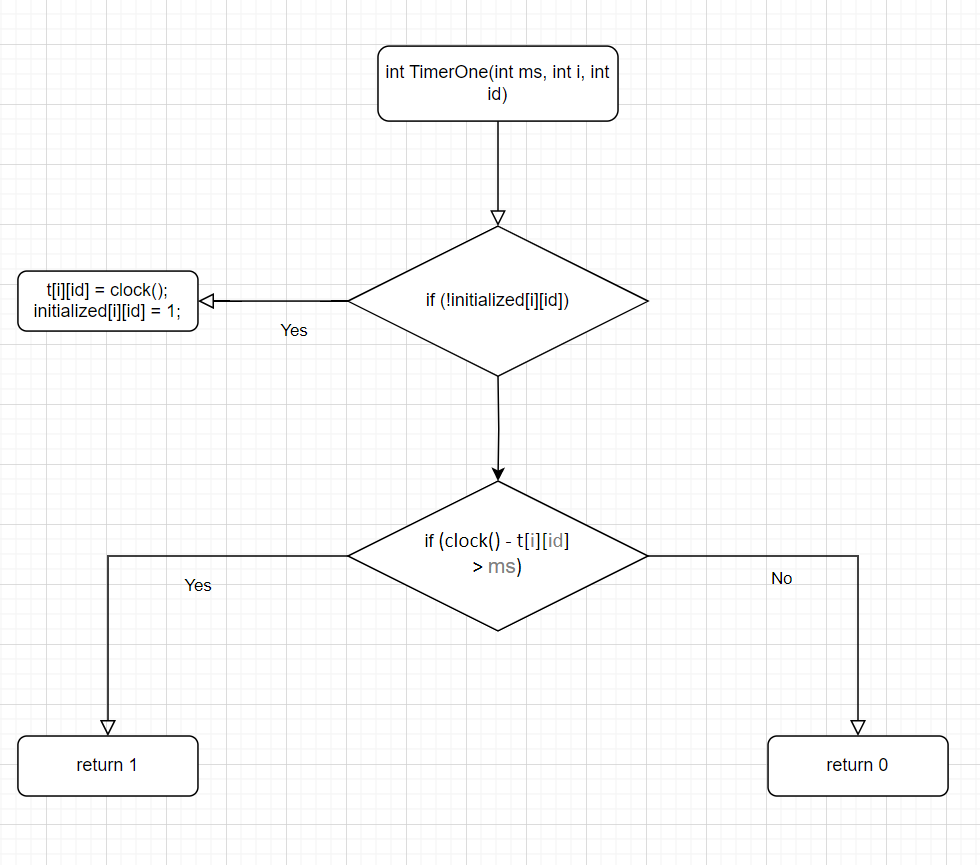 int TimerOne(int ms, int i, int
id)
if (!initialized[i][id])
t[i][id] = clock();
initialized[i][id] = 1;
Yes
if (clock() - t[i][id]
> ms)
Yes
No
return 1
return 0